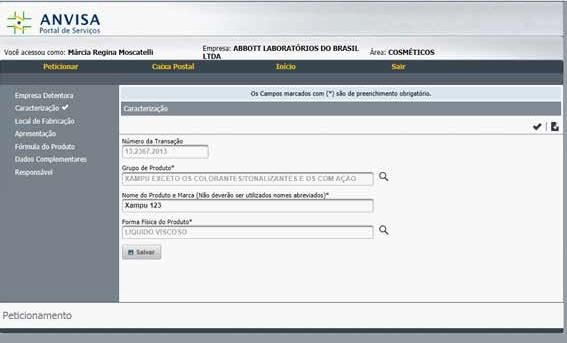 ANVISA
Portal de Serviços
Você acessou como: Márcia Regina Moscatelli
Empresa: ABBOTT LABORATÓRIOS DO BRASIL LTDA
Área: COSMÉTICOS
Peticionar Caixa Postal Início Sair
Os Campos marcados com (*) são de preenchimento obrigatório.
Empresa Detentora
Caracterização
Local de Fabricação
Apresentação
Fórmula do Produto
Dados Complementares
Responsável
Caracterização
Número da Transação
13.2367.2013
Grupo de Produto*
XAMPU EXCETO OS COLORANTES/TONALIZANTES E OS COM AÇÃO
Nome do Produto e Marca (Não deverão ser utilizados nomes abreviados)*
Xampu 123
Forma Física do Produto*
LIQUIDO VISCOSO
Salvar
Peticionamento